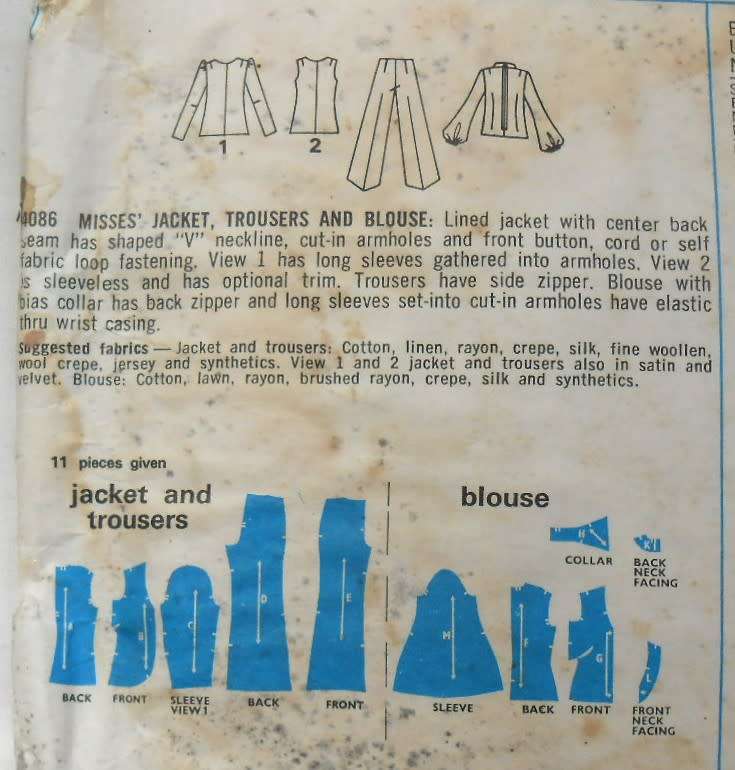 1
2
4086 MISSES' JACKET, TROUSERS AND BLOUSE: Lined jacket with center back
seam has shaped "V" neckline, cut-in armholes and front button, cord or self
fabric loop fastening. View 1 has long sleeves gathered into armholes. View 2
is sleeveless and has optional trim. Trousers have side zipper. Blouse with
bias collar has back zipper and long sleeves set-into cut-in armholes have elastic
thru wrist casing.
Suggested fabrics — Jacket and trousers: Cotton, linen, rayon, crepe, silk, fine woollen,
wool crepe, jersey and synthetics. View 1 and 2 jacket and trousers also in satin and
velvet. Blouse: Cotton, lawn, rayon, brushed rayon, crepe, silk and synthetics.
11 pieces given
jacket and
trousers
A
BACK
B
FRONT
C
SLEEVE
VIEW 1
D
BACK
E
FRONT
blouse
H
COLLAR
K
BACK
NECK
FACING
M
SLEEVE
F
BACK
G
FRONT
L
FRONT
NECK
FACING